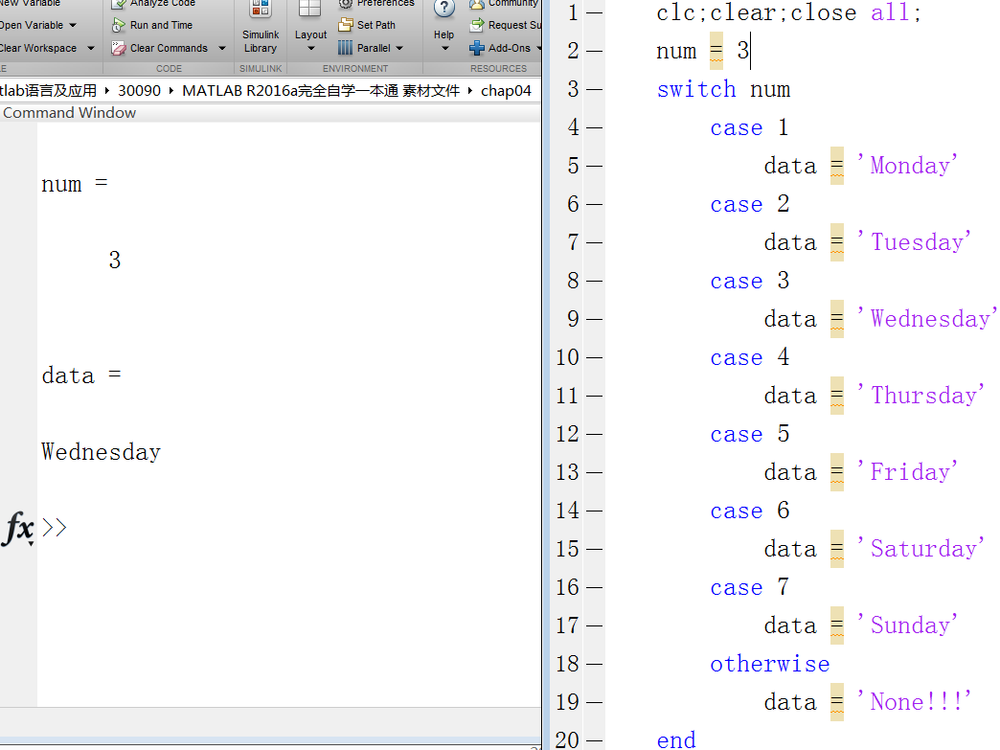 New Variable
Analyze Code
Preferences
Community
Open Variable
Run and Time
Simulink
Library
Layout
Set Path
Help
Request Su
Clear Workspace
Clear Commands
Parallel
Add-Ons
CODE
SIMULINK
ENVIRONMENT
RESOURCES
tlab语言及应用 30090 MATLAB R2016a完全自学一本通 素材文件 chap04
Command Window
num =
3
data =
Wednesday
fx >>
1 clc;clear;close all;
2 num = 3
3 switch num
4 case 1
5 data = 'Monday'
6 case 2
7 data = 'Tuesday'
8 case 3
9 data = 'Wednesday'
10 case 4
11 data = 'Thursday'
12 case 5
13 data = 'Friday'
14 case 6
15 data = 'Saturday'
16 case 7
17 data = 'Sunday'
18 otherwise
19 data = 'None!!!'
20 end